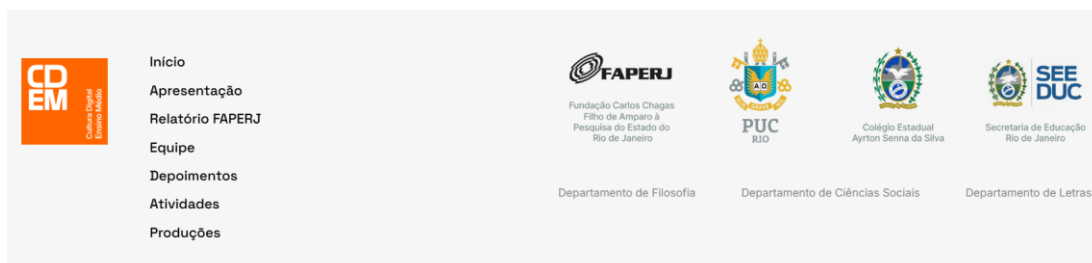 CD
EM
Cultura Digital
Ensino Médio
Início
Apresentação
Relatório FAPERJ
Equipe
Depoimentos
Atividades
Produções
FAPERJ
Fundação Carlos Chagas
Filho de Amparo à
Pesquisa do Estado do
Rio de Janeiro
PUC
RIO
Colégio Estadual
Ayrton Senna da Silva
SEE
DUC
Secretaria de Educação
Rio de Janeiro
Departamento de Filosofia
Departamento de Ciências Sociais
Departamento de Letras